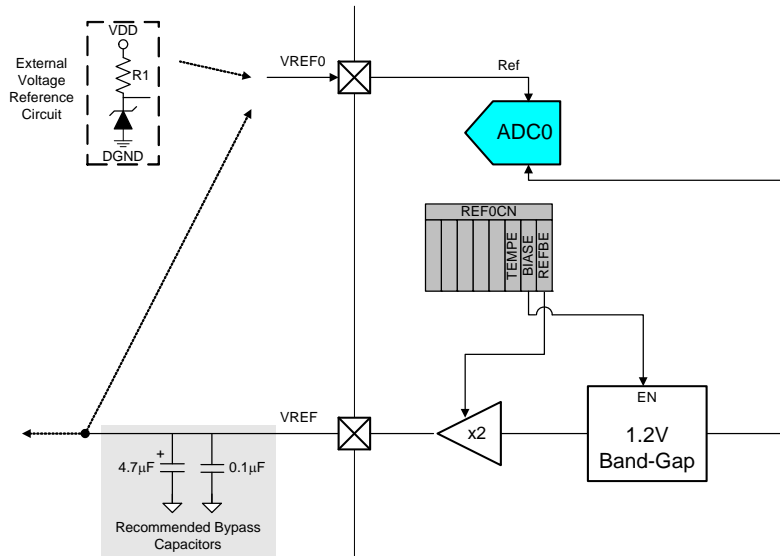 VDD
R1
DGND
External
Voltage
Reference
Circuit
VREF0
Ref
ADC0
REF0CN
TEMPE
BIASE
REFBE
EN
1.2V
Band-Gap
x2
VREF
+
4.7µF
0.1µF
Recommended Bypass
Capacitors